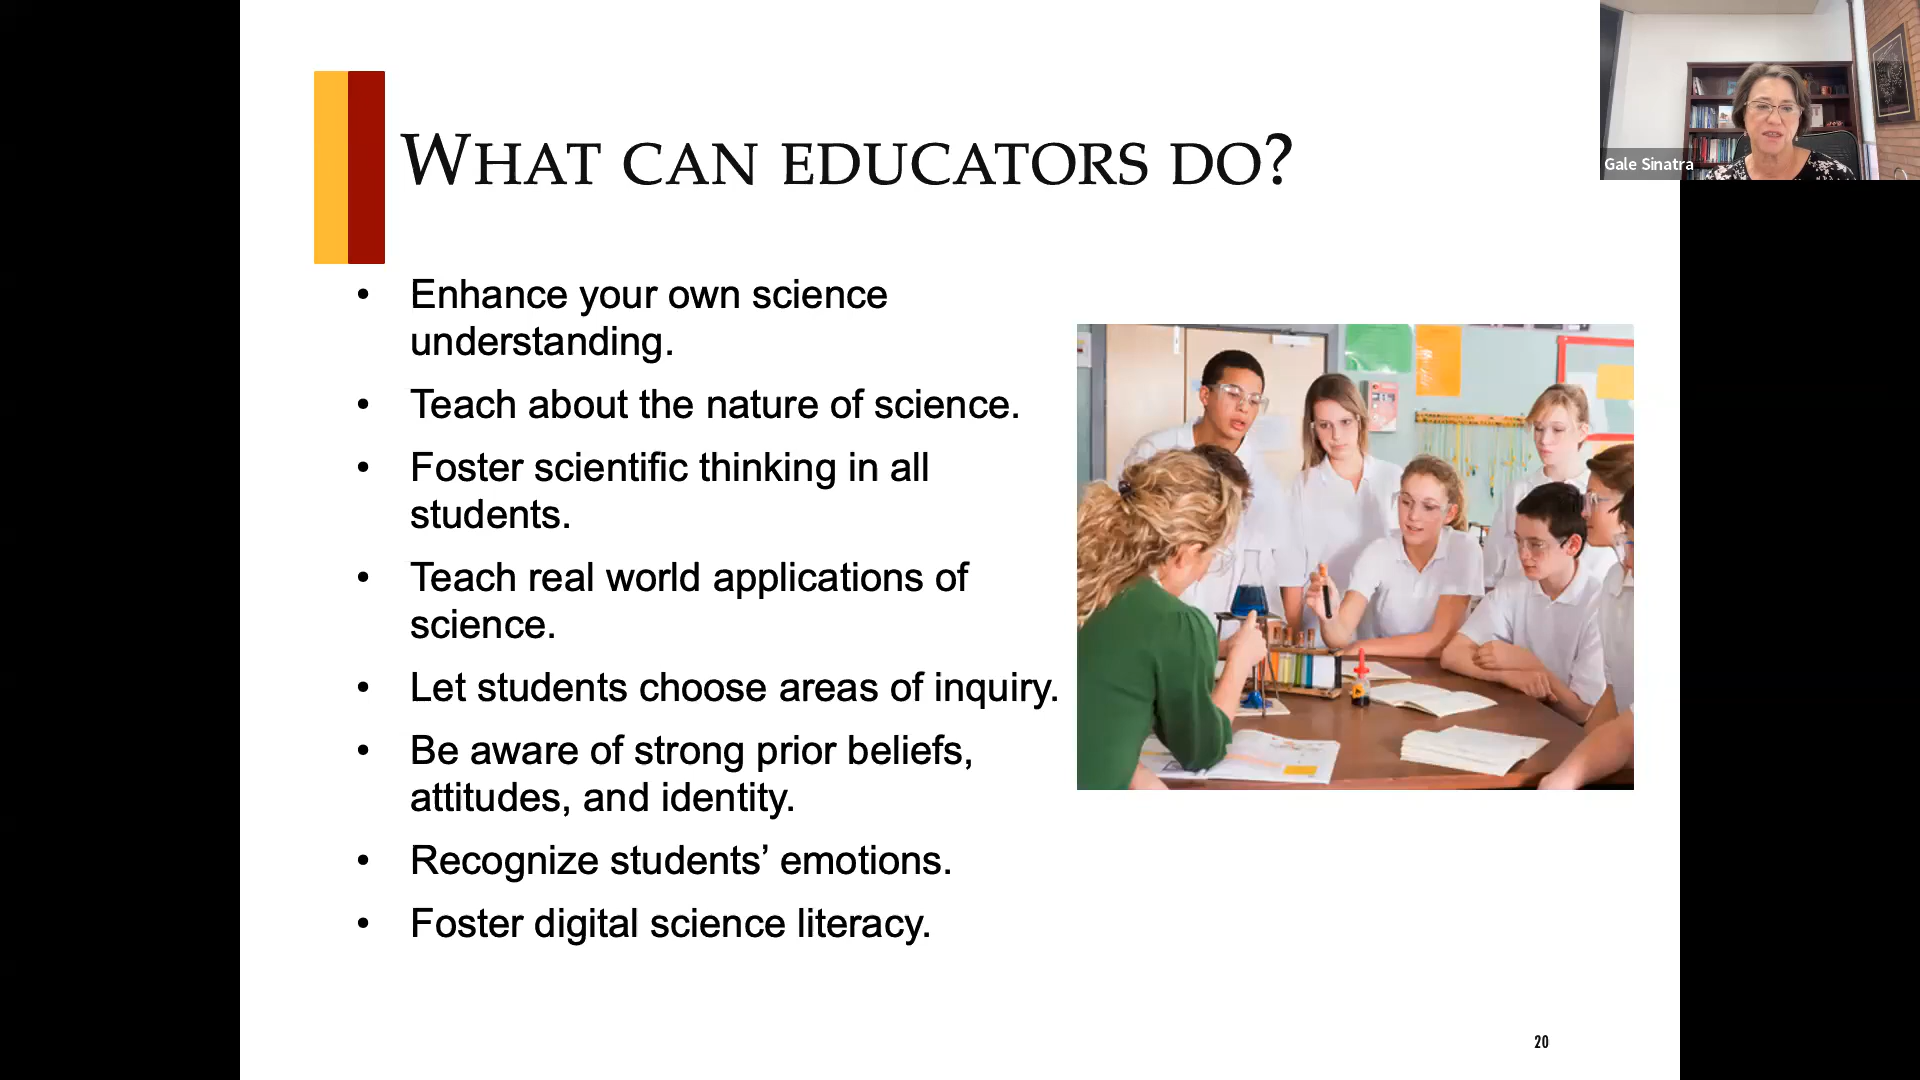 WHAT CAN EDUCATORS DO?
Gale Sinatra
• Enhance your own science
understanding.
• Teach about the nature of science.
• Foster scientific thinking in all
students.
• Teach real world applications of
science.
• Let students choose areas of inquiry.
• Be aware of strong prior beliefs,
attitudes, and identity.
• Recognize students’ emotions.
• Foster digital science literacy.
20